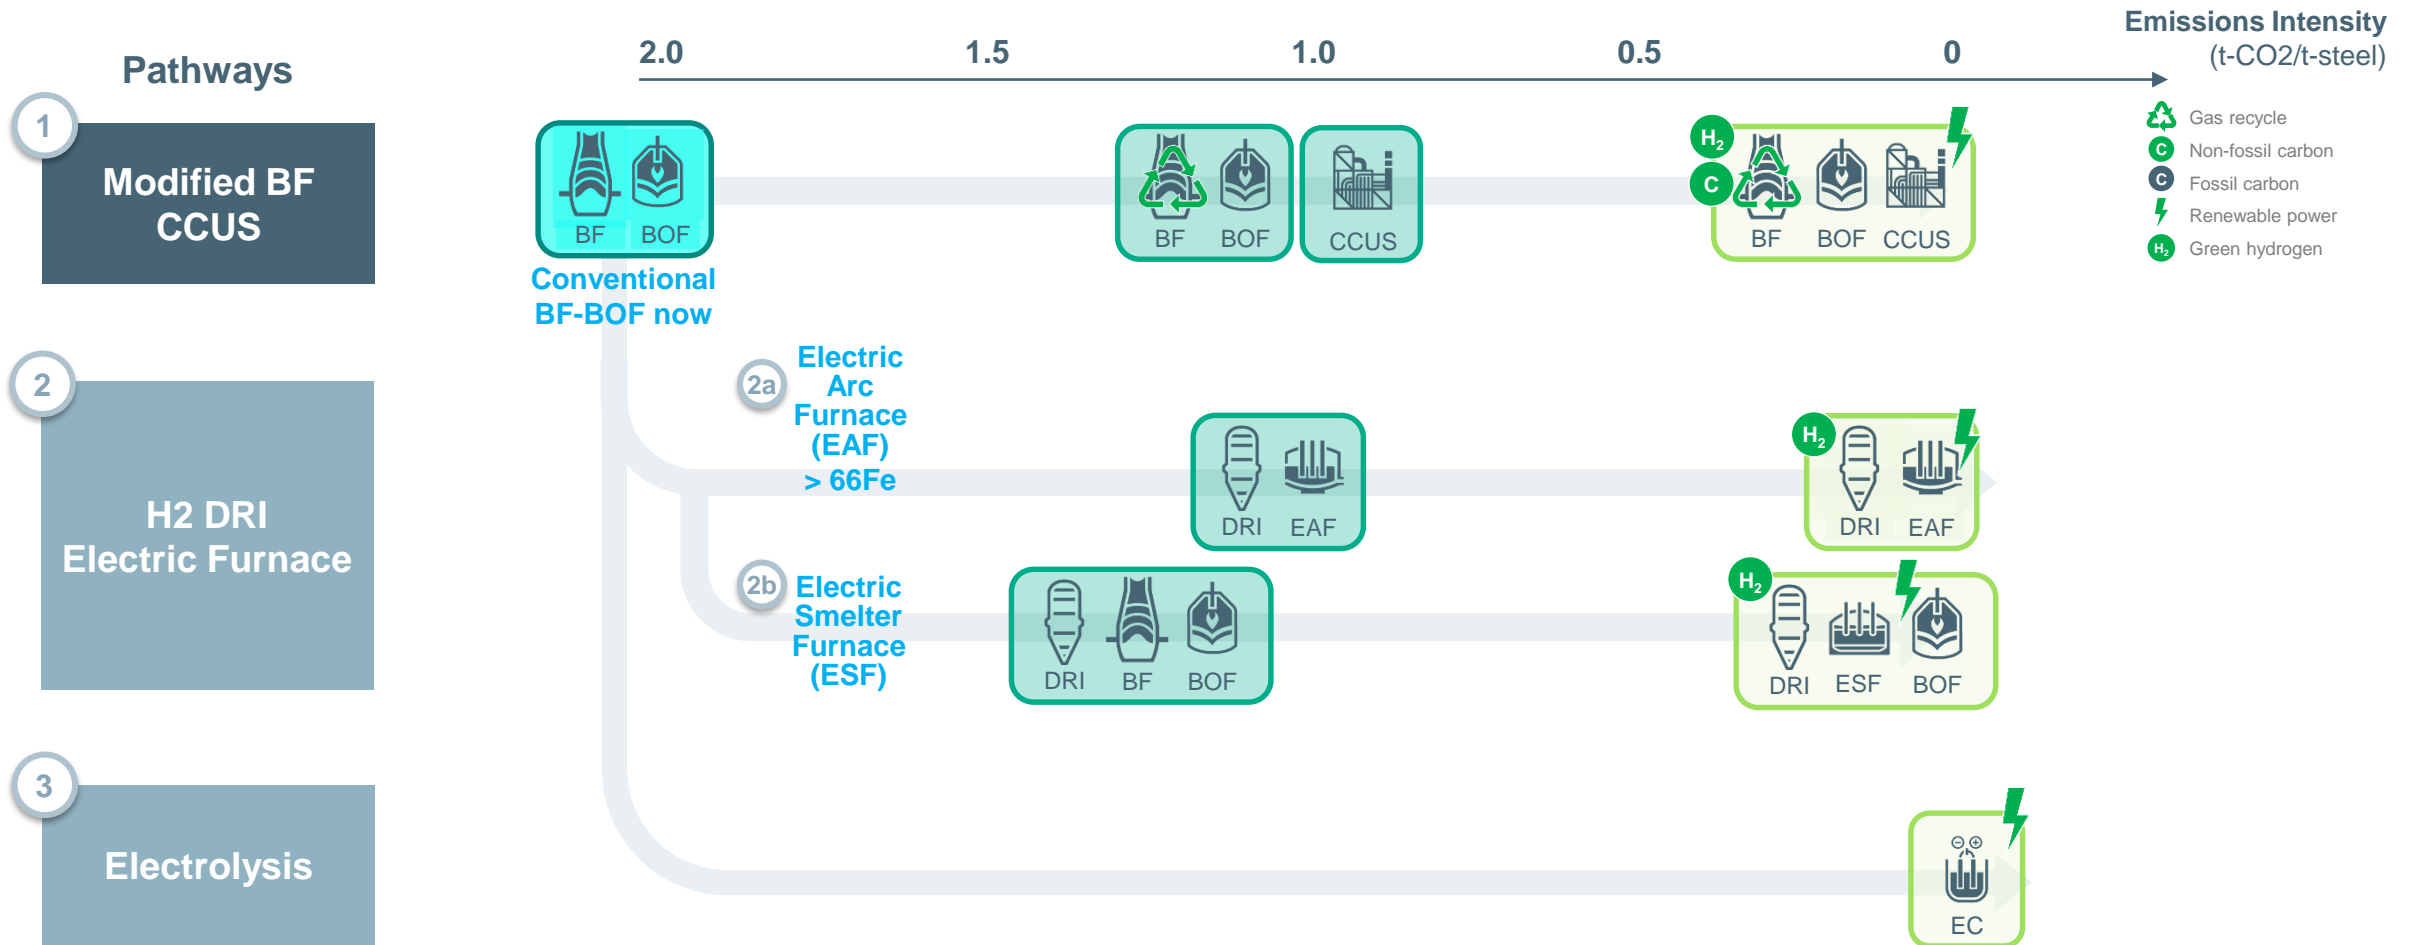 Pathways
2.0
1.5
1.0
0.5
0
Emissions Intensity
(t-CO2/t-steel)
Gas recycle
C
Non-fossil carbon
C
Fossil carbon
Renewable power
H₂
Green hydrogen
1
Modified BF
CCUS
BF
BOF
Conventional
BF-BOF now
BF
BOF
CCUS
H₂
C
BF
BOF
CCUS
2
H2 DRI
Electric Furnace
2a
Electric
Arc
Furnace
(EAF)
> 66Fe
DRI
EAF
H₂
DRI
EAF
2b
Electric
Smelter
Furnace
(ESF)
DRI
BF
BOF
H₂
DRI
ESF
BOF
3
Electrolysis
EC